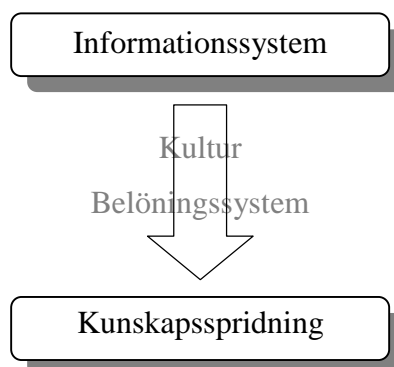 Informationssystem
Kultur
Belöningssystem
Kunskapsspridning